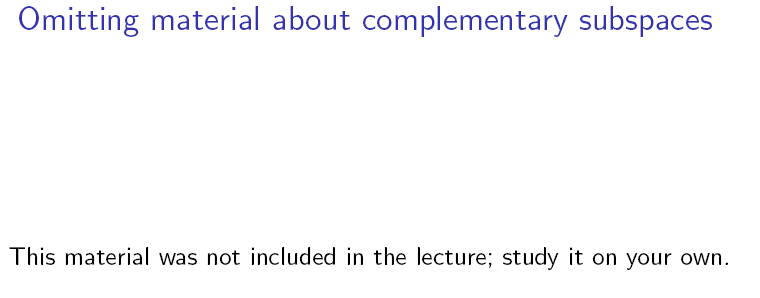 Omitting material about complementary subspaces
This material was not included in the lecture; study it on your own.